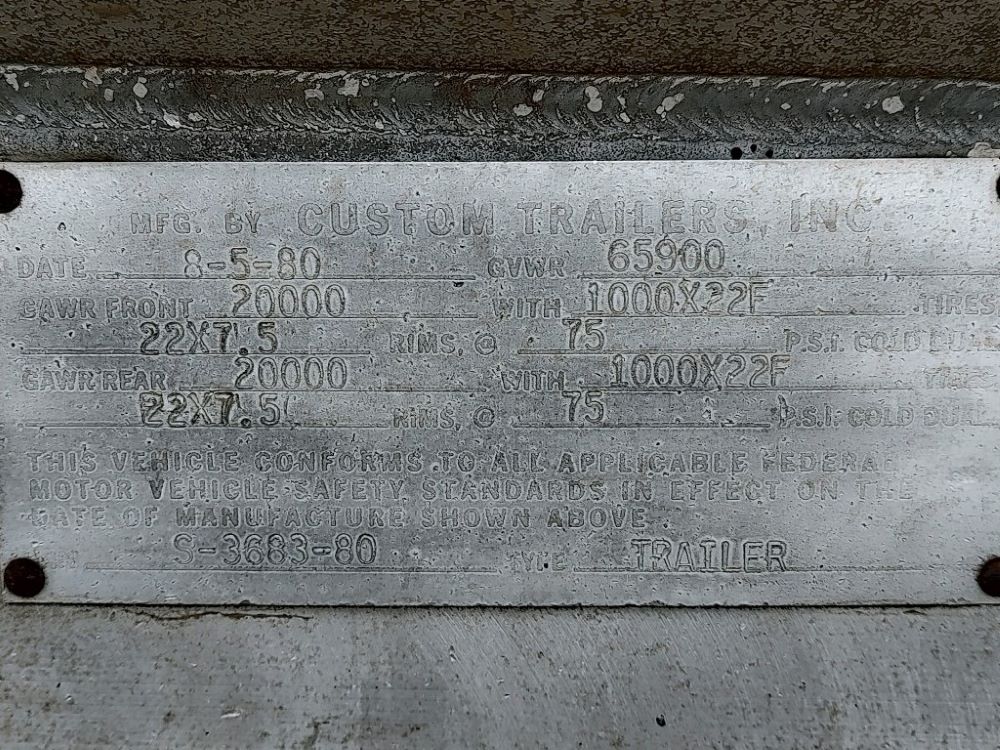 MFG. BY CUSTOM TRAILERS, INC.
DATE 8-5-80 GVWR 65900
GAWR FRONT 20000 WITH 1000X22F TIRES
22X7.5 RIMS, @ 75 P.S.I. COLD DUAL
GAWR REAR 20000 WITH 1000X22F TIRES
22X7.5 RIMS, @ 75 P.S.I. COLD DUAL
THIS VEHICLE CONFORMS TO ALL APPLICABLE FEDERAL
MOTOR VEHICLE SAFETY STANDARDS IN EFFECT ON THE
DATE OF MANUFACTURE SHOWN ABOVE.
S-3683-80 TYPE TRAILER